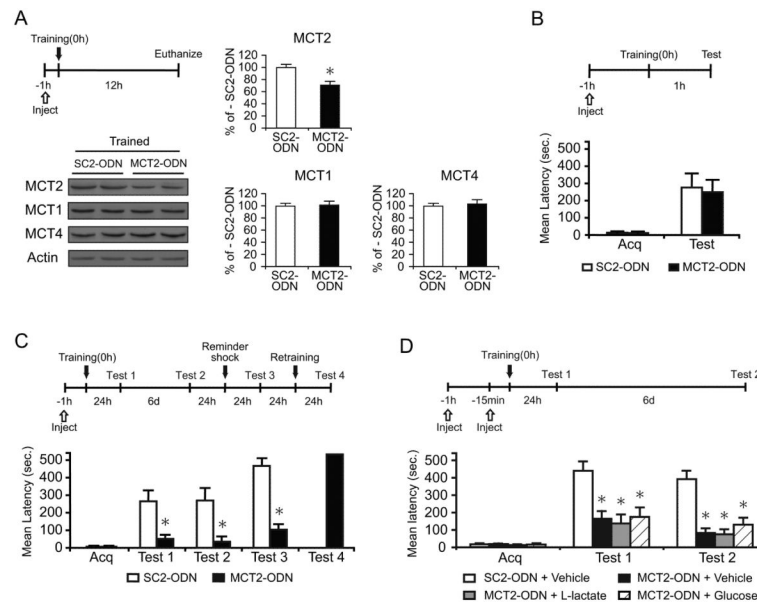 A
Training(0h)
Euthanize
-1h
12h
Inject
Trained
SC2-ODN MCT2-ODN
MCT2
MCT1
MCT4
Actin
MCT2
% of - SC2-ODN
120
100
80
60
40
20
0
*
SC2-
ODN
MCT2-
ODN
MCT1
% of - SC2-ODN
120
100
80
60
40
20
0
SC2-
ODN
MCT2-
ODN
MCT4
% of - SC2-ODN
120
100
80
60
40
20
0
SC2-
ODN
MCT2-
ODN
B
Training(0h)
Test
-1h
1h
Inject
Mean Latency (sec.)
500
400
300
200
100
0
Acq
Test
SC2-ODN
MCT2-ODN
C
Training(0h)
Test 1
Test 2
Reminder
shock
Test 3
Retraining
Test 4
-1h
24h
6d
24h
24h
24h
24h
Inject
Mean Latency (sec.)
500
400
300
200
100
0
* * *
Acq
Test 1
Test 2
Test 3
Test 4
SC2-ODN
MCT2-ODN
D
Training(0h)
Test 1
Test 2
-1h
-15min
24h
6d
Inject
Inject
Mean latency (sec.)
500
400
300
200
100
0
* * *
* * *
Acq
Test 1
Test 2
SC2-ODN + Vehicle
MCT2-ODN + Vehicle
MCT2-ODN + L-lactate
MCT2-ODN + Glucose